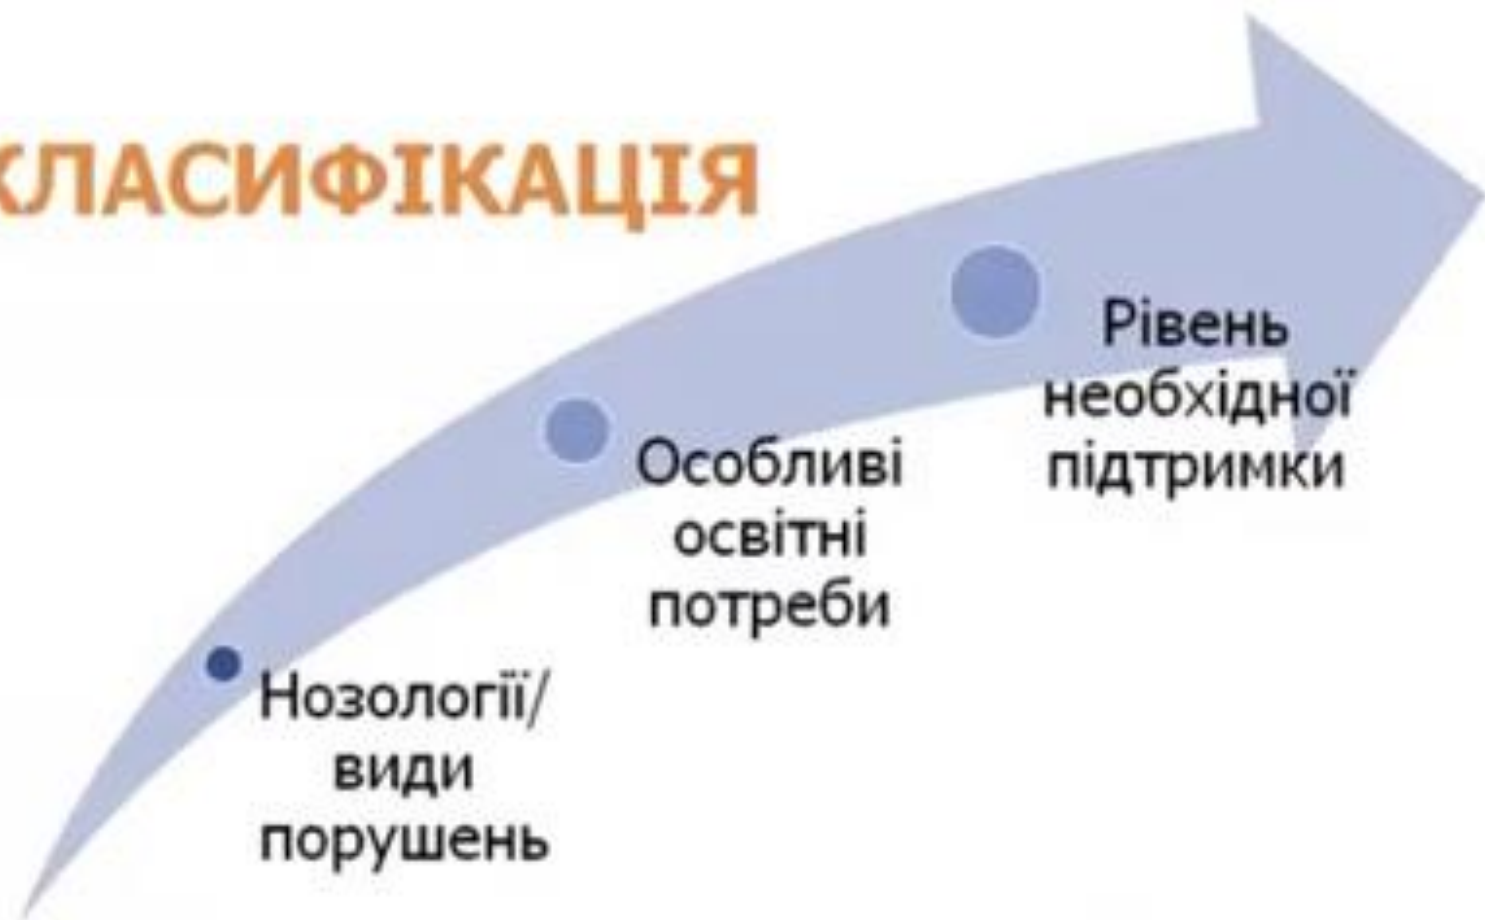 КЛАСИФІКАЦІЯ
Рівень
необхідної
підтримки
Особливі
освітні
потреби
Нозології/
види
порушень